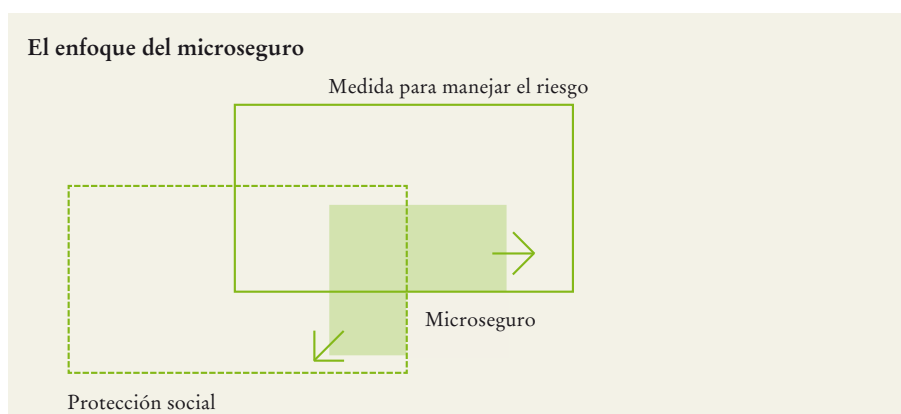 El enfoque del microseguro
Medida para manejar el riesgo
Microseguro
Protección social